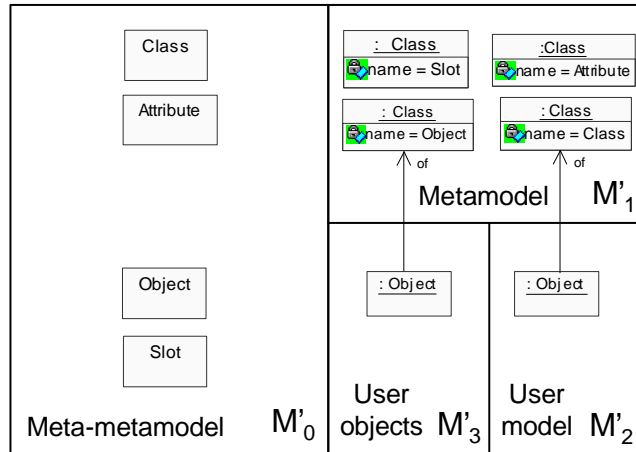 Class
Attribute
Object
Slot
Meta-metamodel M'0
: Class
name = Slot
:Class
name = Attribute
: Class
name = Object
: Class
name = Class
of
of
Metamodel M'1
: Object
User
objects M'3
: Object
User
model M'2